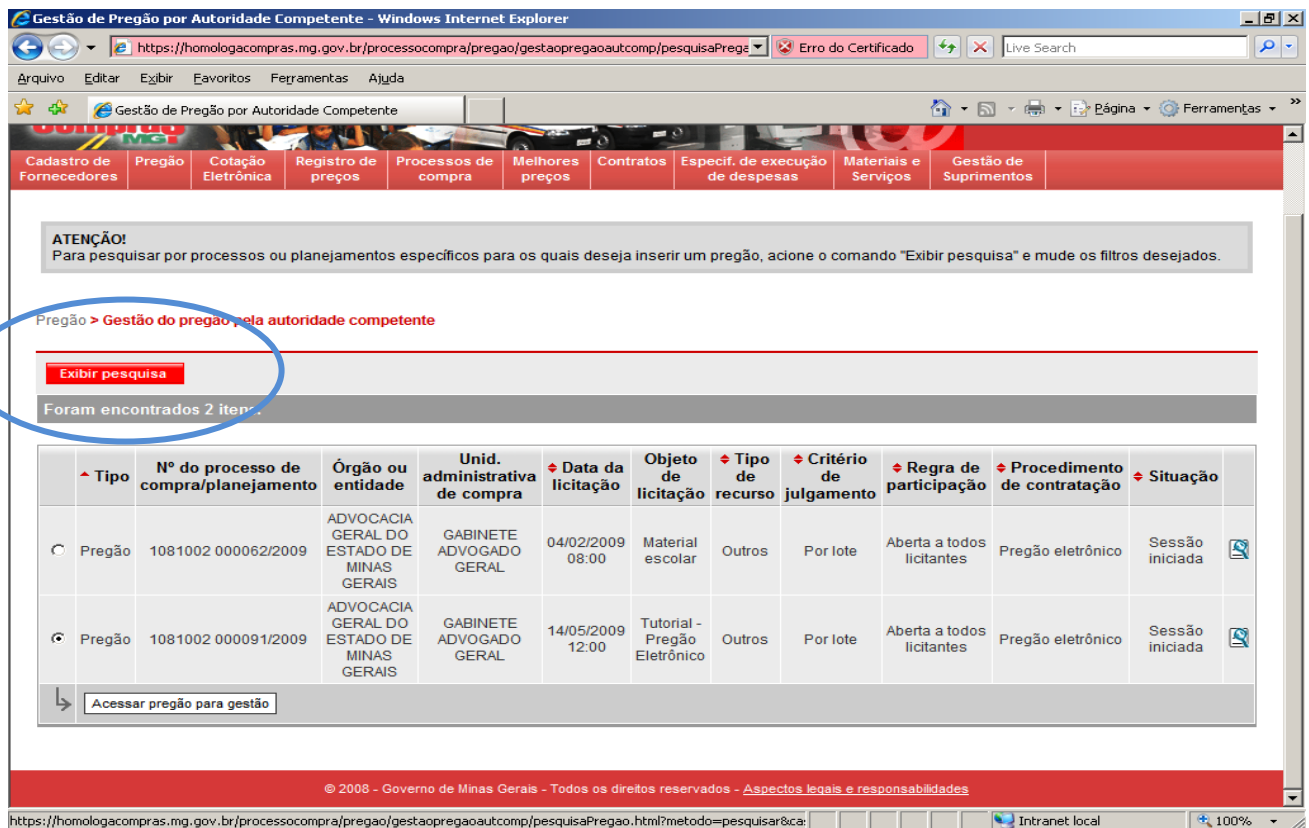 Gestão de Pregão por Autoridade Competente - Windows Internet Explorer
https://homologacompras.mg.gov.br/processocompra/pregao/gestaopregaoautcomp/pesquisaPrega
Erro do Certificado
Live Search
Arquivo Editar Exibir Favoritos Ferramentas Ajuda
Gestão de Pregão por Autoridade Competente
Página
Ferramentas
»
MG!
Cadastro de Fornecedores
Pregão
Cotação Eletrônica
Registro de preços
Processos de compra
Melhores preços
Contratos
Especif. de execução de despesas
Materiais e Serviços
Gestão de Suprimentos
ATENÇÃO!
Para pesquisar por processos ou planejamentos específicos para os quais deseja inserir um pregão, acione o comando "Exibir pesquisa" e mude os filtros desejados.
Pregão > Gestão do pregão pela autoridade competente
Exibir pesquisa
Foram encontrados 2 itens.
Tipo
Nº do processo de compra/planejamento
Órgão ou entidade
Unid. administrativa de compra
Data da licitação
Objeto de licitação
Tipo de recurso
Critério de julgamento
Regra de participação
Procedimento de contratação
Situação
Pregão
1081002 000062/2009
ADVOCACIA GERAL DO ESTADO DE MINAS GERAIS
GABINETE ADVOGADO GERAL
04/02/2009 08:00
Material escolar
Outros
Por lote
Aberta a todos licitantes
Pregão eletrônico
Sessão iniciada
Pregão
1081002 000091/2009
ADVOCACIA GERAL DO ESTADO DE MINAS GERAIS
GABINETE ADVOGADO GERAL
14/05/2009 12:00
Tutorial - Pregão Eletrônico
Outros
Por lote
Aberta a todos licitantes
Pregão eletrônico
Sessão iniciada
Acessar pregão para gestão
© 2008 - Governo de Minas Gerais - Todos os direitos reservados - Aspectos legais e responsabilidades
https://homologacompras.mg.gov.br/processocompra/pregao/gestaopregaoautcomp/pesquisaPregao.html?metodo=pesquisar&ca
Intranet local
100%